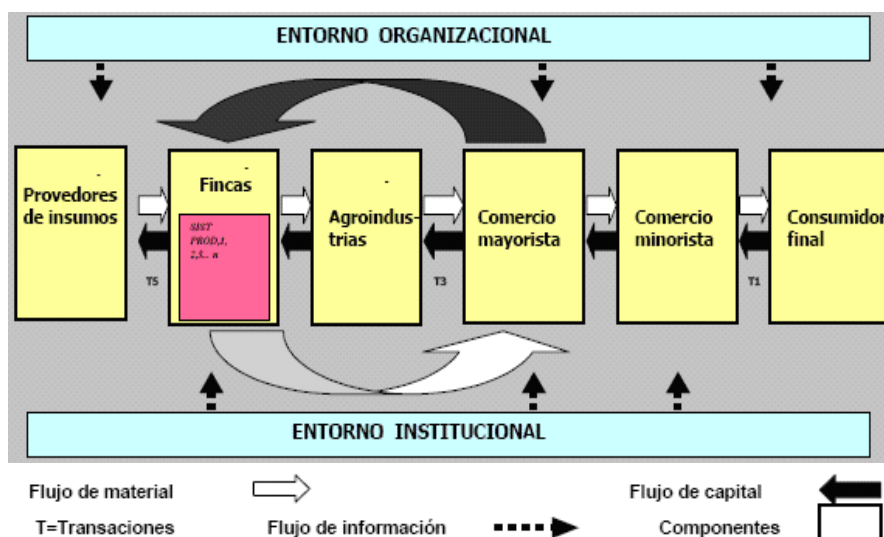 ENTORNO ORGANIZACIONAL
Provedores
de insumos
Fincas
SIST
PROD,1,
2,3... n
Agroindus-
trias
Comercio
mayorista
Comercio
minorista
Consumidor
final
T5
T3
T1
ENTORNO INSTITUCIONAL
Flujo de material
Flujo de capital
T=Transaciones
Flujo de información
Componentes